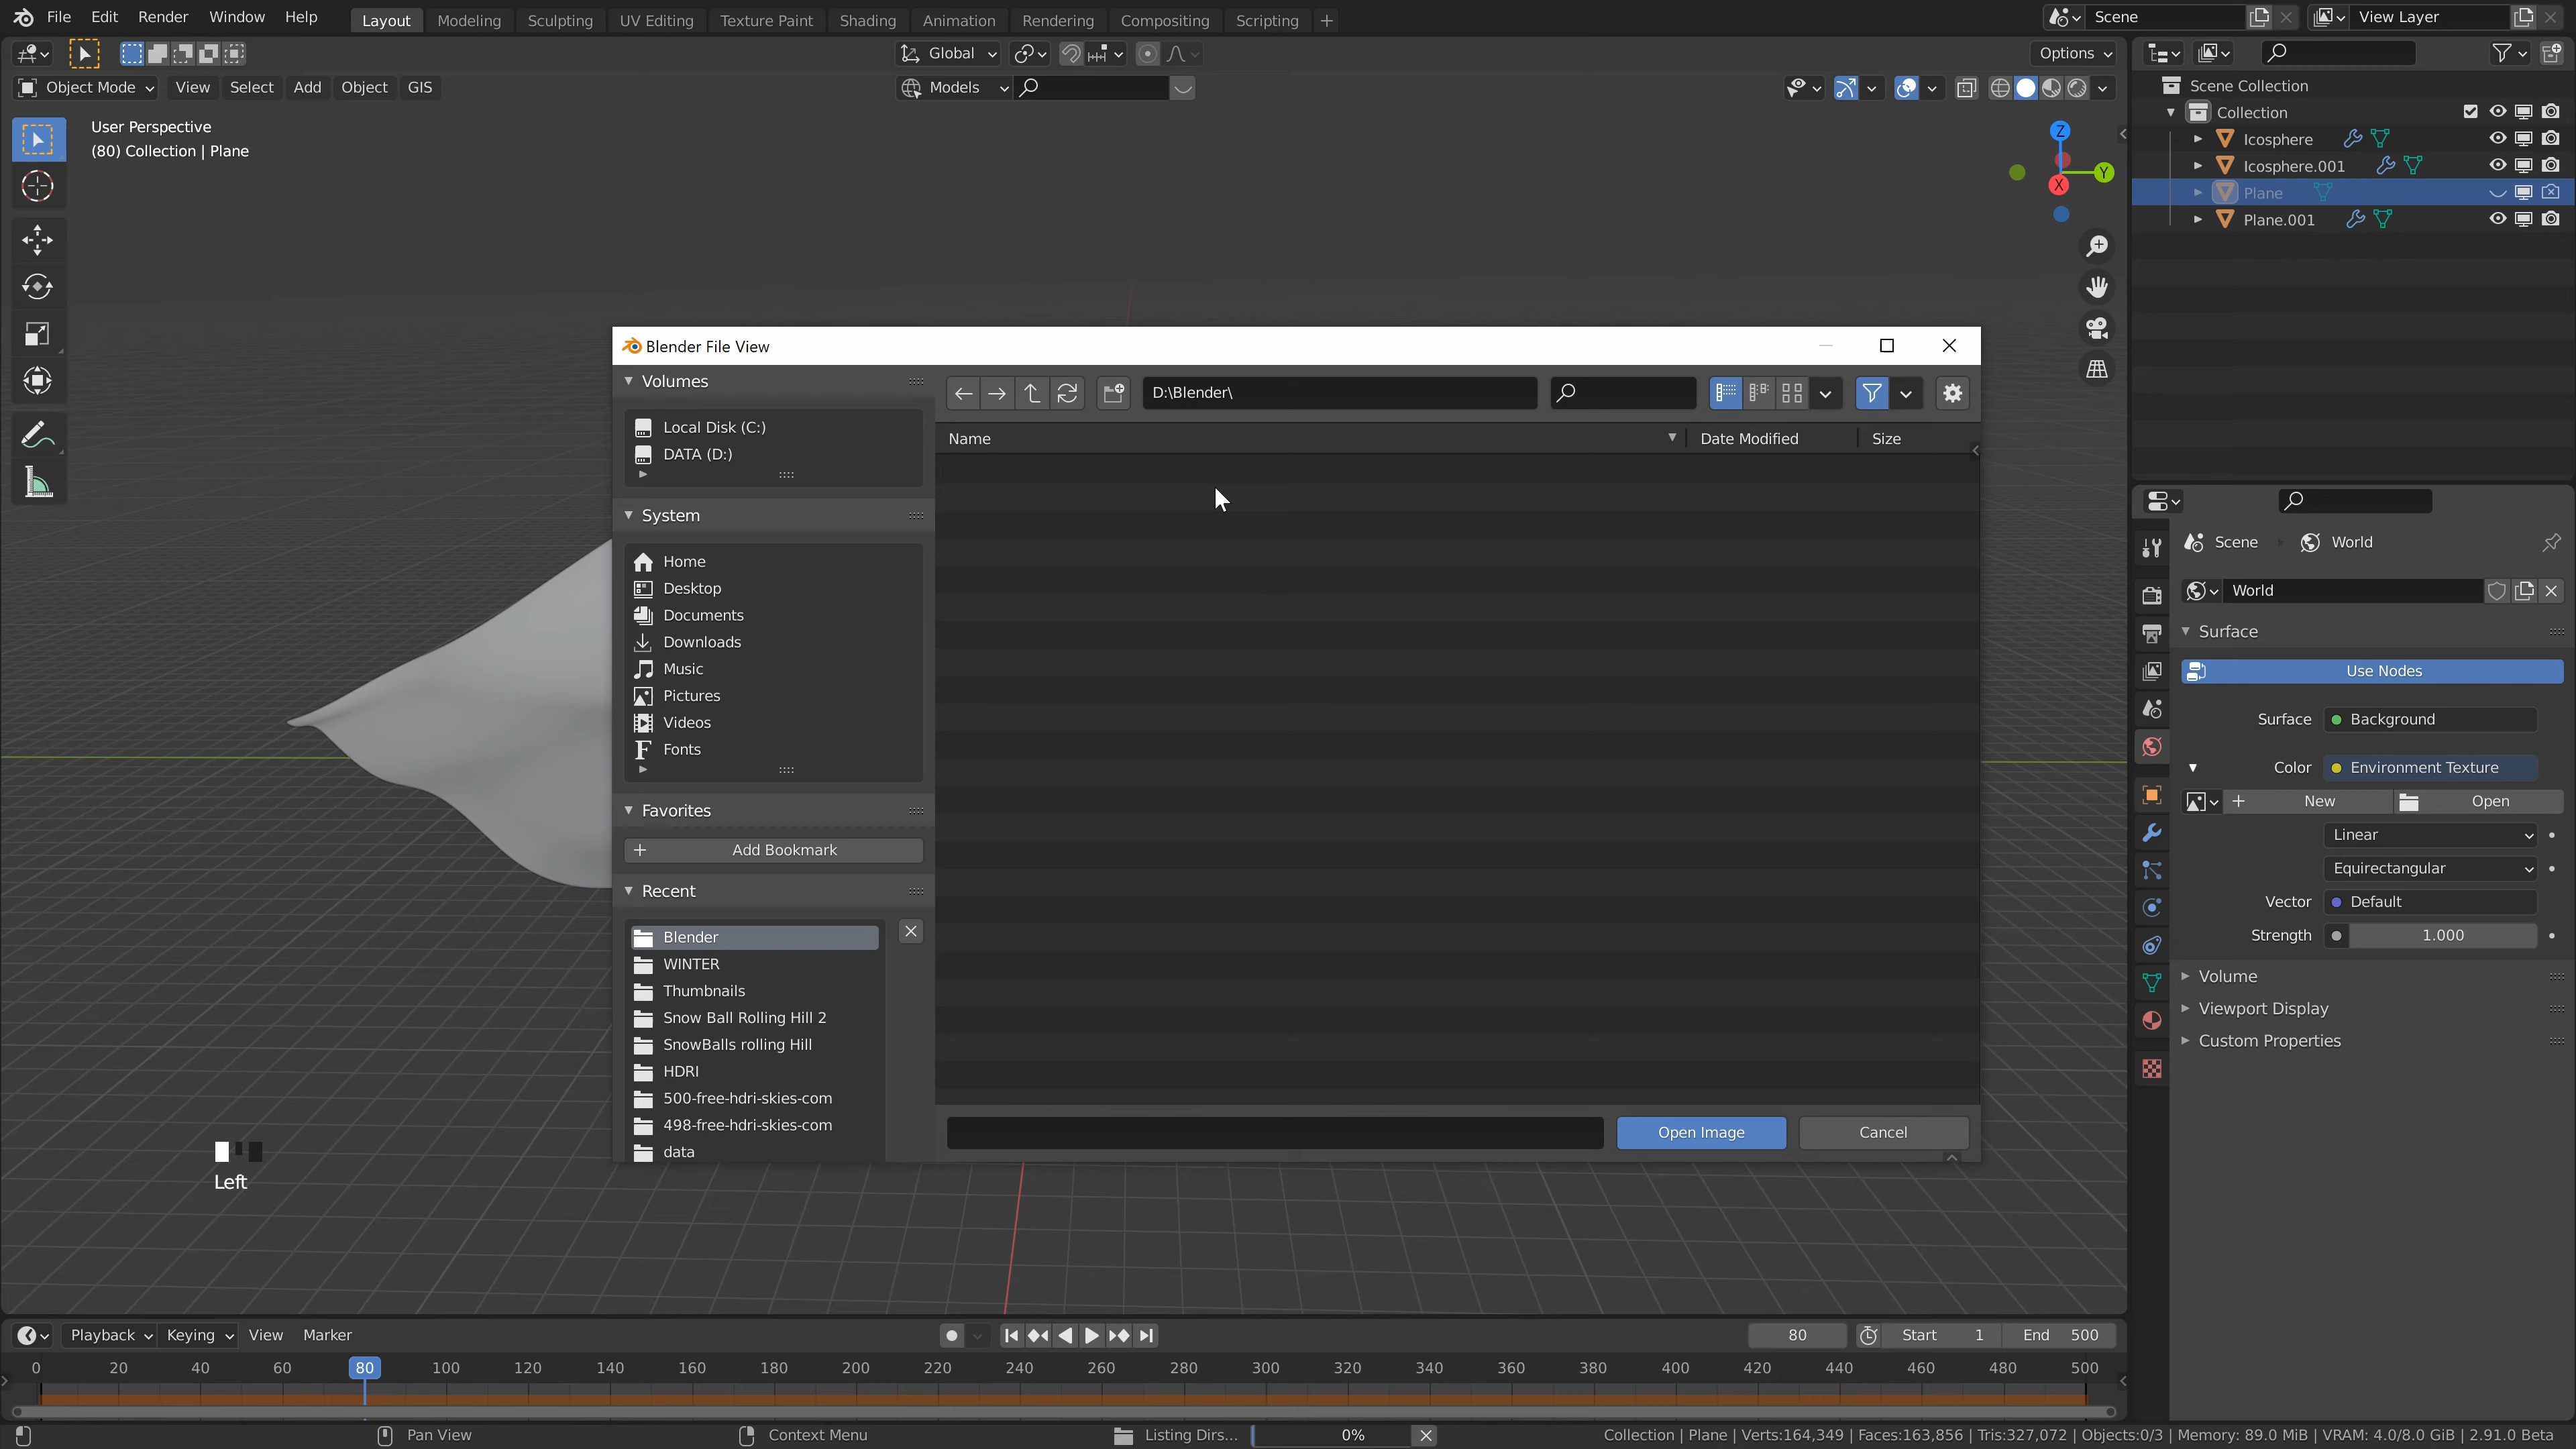 File Edit Render Window Help Layout Modeling Sculpting UV Editing Texture Paint Shading Animation Rendering Compositing Scripting + Scene View Layer
Global Options
Object Mode View Select Add Object GIS Models
User Perspective
(80) Collection | Plane
Z
Y
X
Scene Collection
Collection
Icosphere
Icosphere.001
Plane
Plane.001
Blender File View
Volumes
Local Disk (C:)
DATA (D:)
System
Home
Desktop
Documents
Downloads
Music
Pictures
Videos
Fonts
Favorites
Add Bookmark
Recent
Blender
WINTER
Thumbnails
Snow Ball Rolling Hill 2
SnowBalls rolling Hill
HDRI
500-free-hdri-skies-com
498-free-hdri-skies-com
data
D:\Blender\
Name Date Modified Size
Open Image Cancel
Scene World
World
Surface
Use Nodes
Surface Background
Color Environment Texture
New Open
Linear
Equirectangular
Vector Default
Strength 1.000
Volume
Viewport Display
Custom Properties
Left
Playback Keying View Marker 80 Start 1 End 500
0 20 40 60 80 100 120 140 160 180 200 220 240 260 280 300 320 340 360 380 400 420 440 460 480 500
Pan View Context Menu Listing Dirs... 0% Collection | Plane | Verts:164,349 | Faces:163,856 | Tris:327,072 | Objects:0/3 | Memory: 89.0 MiB | VRAM: 4.0/8.0 GiB | 2.91.0 Beta